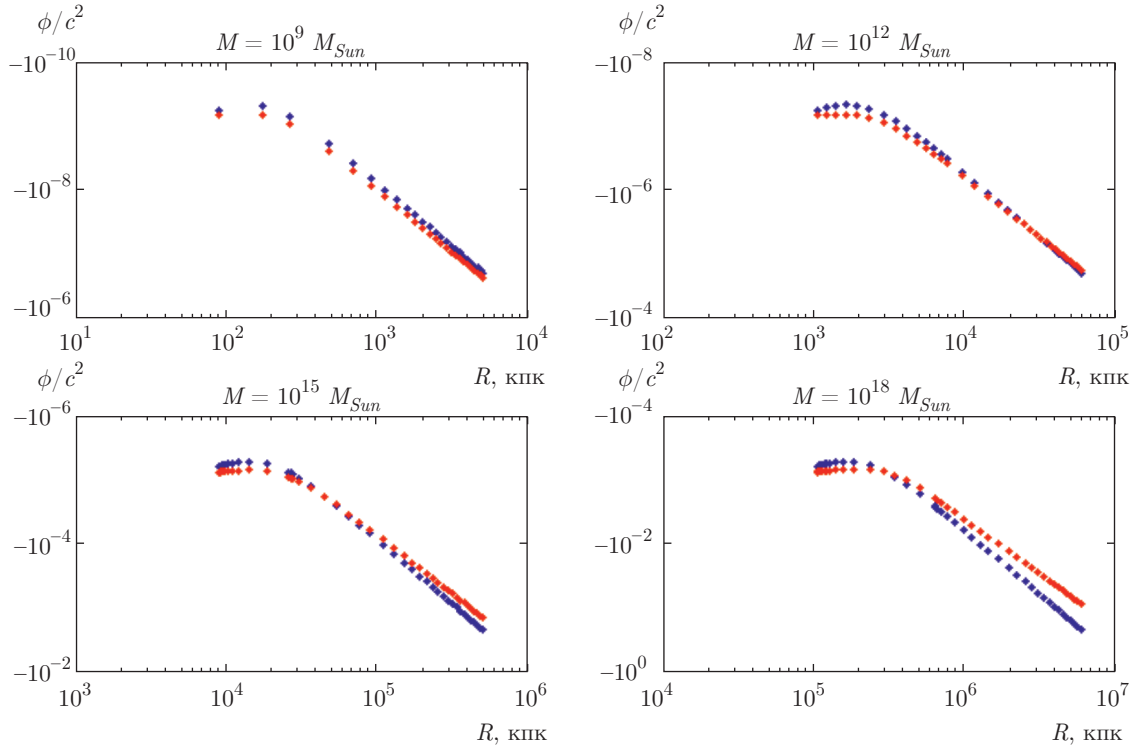 ϕ/c² M = 10⁹ M_Sun
−10⁻¹⁰
−10⁻⁸
−10⁻⁶
10¹ 10² 10³ 10⁴
R, кпк
ϕ/c² M = 10¹² M_Sun
−10⁻⁸
−10⁻⁶
−10⁻⁴
10² 10³ 10⁴ 10⁵
R, кпк
ϕ/c² M = 10¹⁵ M_Sun
−10⁻⁶
−10⁻⁴
−10⁻²
10³ 10⁴ 10⁵ 10⁶
R, кпк
ϕ/c² M = 10¹⁸ M_Sun
−10⁻⁴
−10⁻²
−10⁰
10⁴ 10⁵ 10⁶ 10⁷
R, кпк